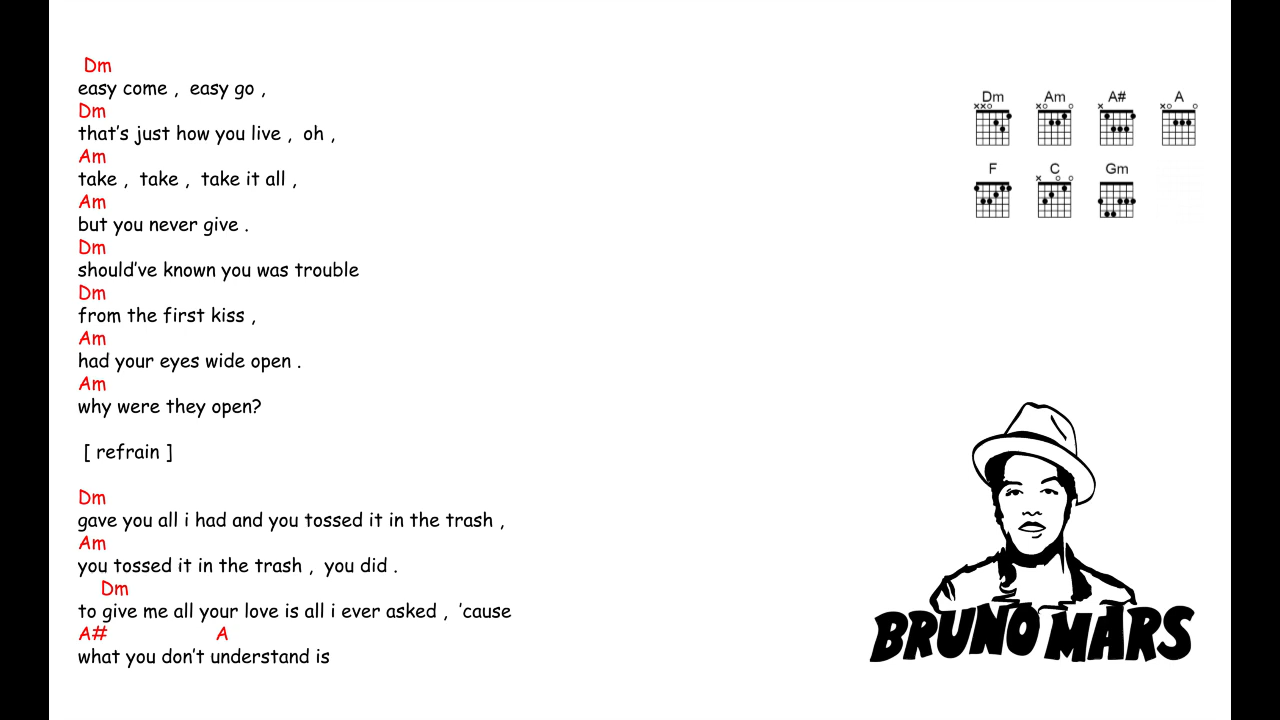 Dm
easy come , easy go ,
Dm
that's just how you live , oh ,
Am
take , take , take it all ,
Am
but you never give .
Dm
should've known you was trouble
Dm
from the first kiss ,
Am
had your eyes wide open .
Am
why were they open?
[ refrain ]
Dm
gave you all i had and you tossed it in the trash ,
Am
you tossed it in the trash , you did .
Dm
to give me all your love is all i ever asked , 'cause
A# A
what you don't understand is
Dm Am A# A
F C Gm
BRUNO MARS